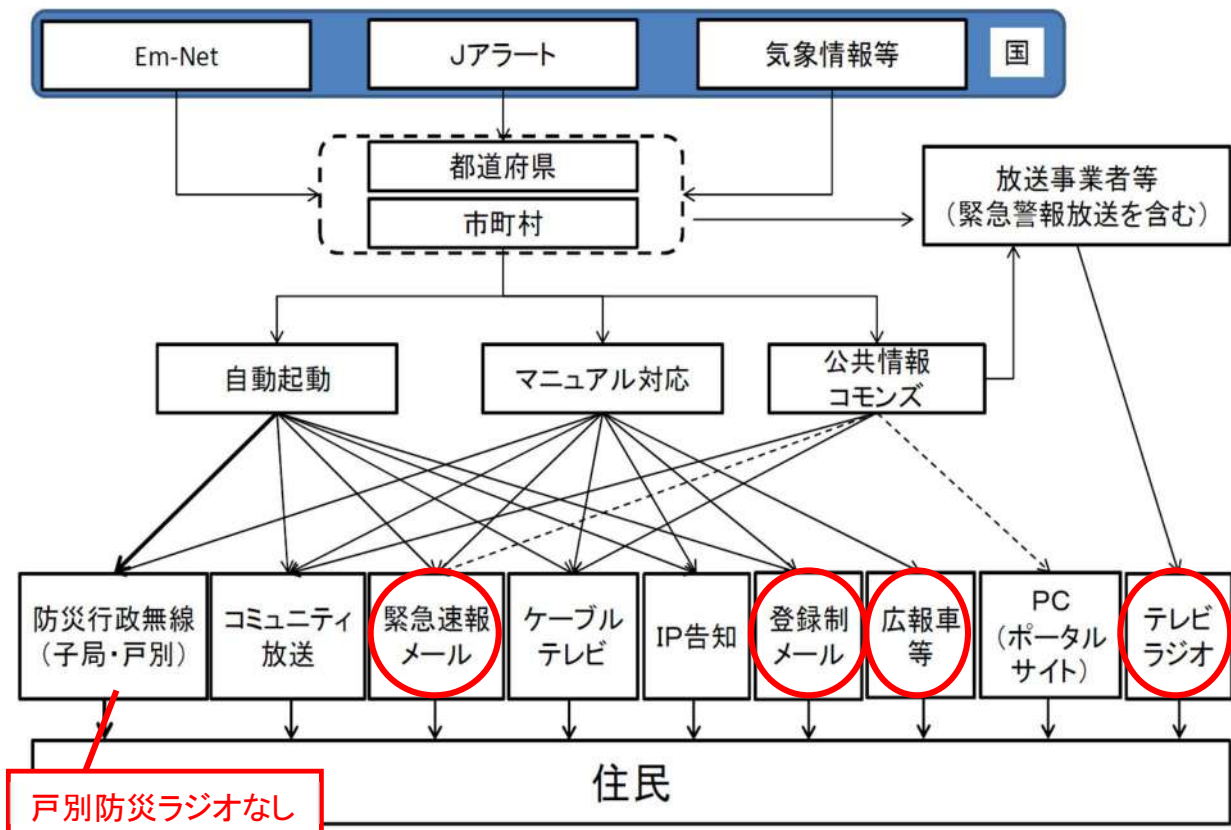 Em-Net
Jアラート
気象情報等
国
都道府県
市町村
放送事業者等
（緊急警報放送を含む）
自動起動
マニュアル対応
公共情報
コモンズ
防災行政無線
（子局・戸別）
コミュニティ
放送
緊急速報
メール
ケーブル
テレビ
IP告知
登録制
メール
広報車
等
PC
（ポータル
サイト）
テレビ
ラジオ
住民
戸別防災ラジオなし